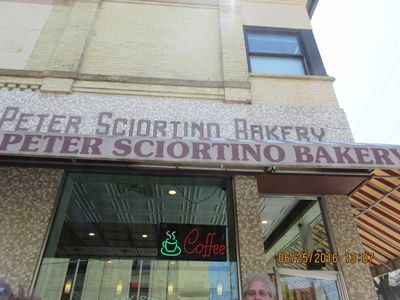 PETER SCIORTINO BAKERY
PETER SCIORTINO BAKERY
Coffee
06/25/2016 13:07